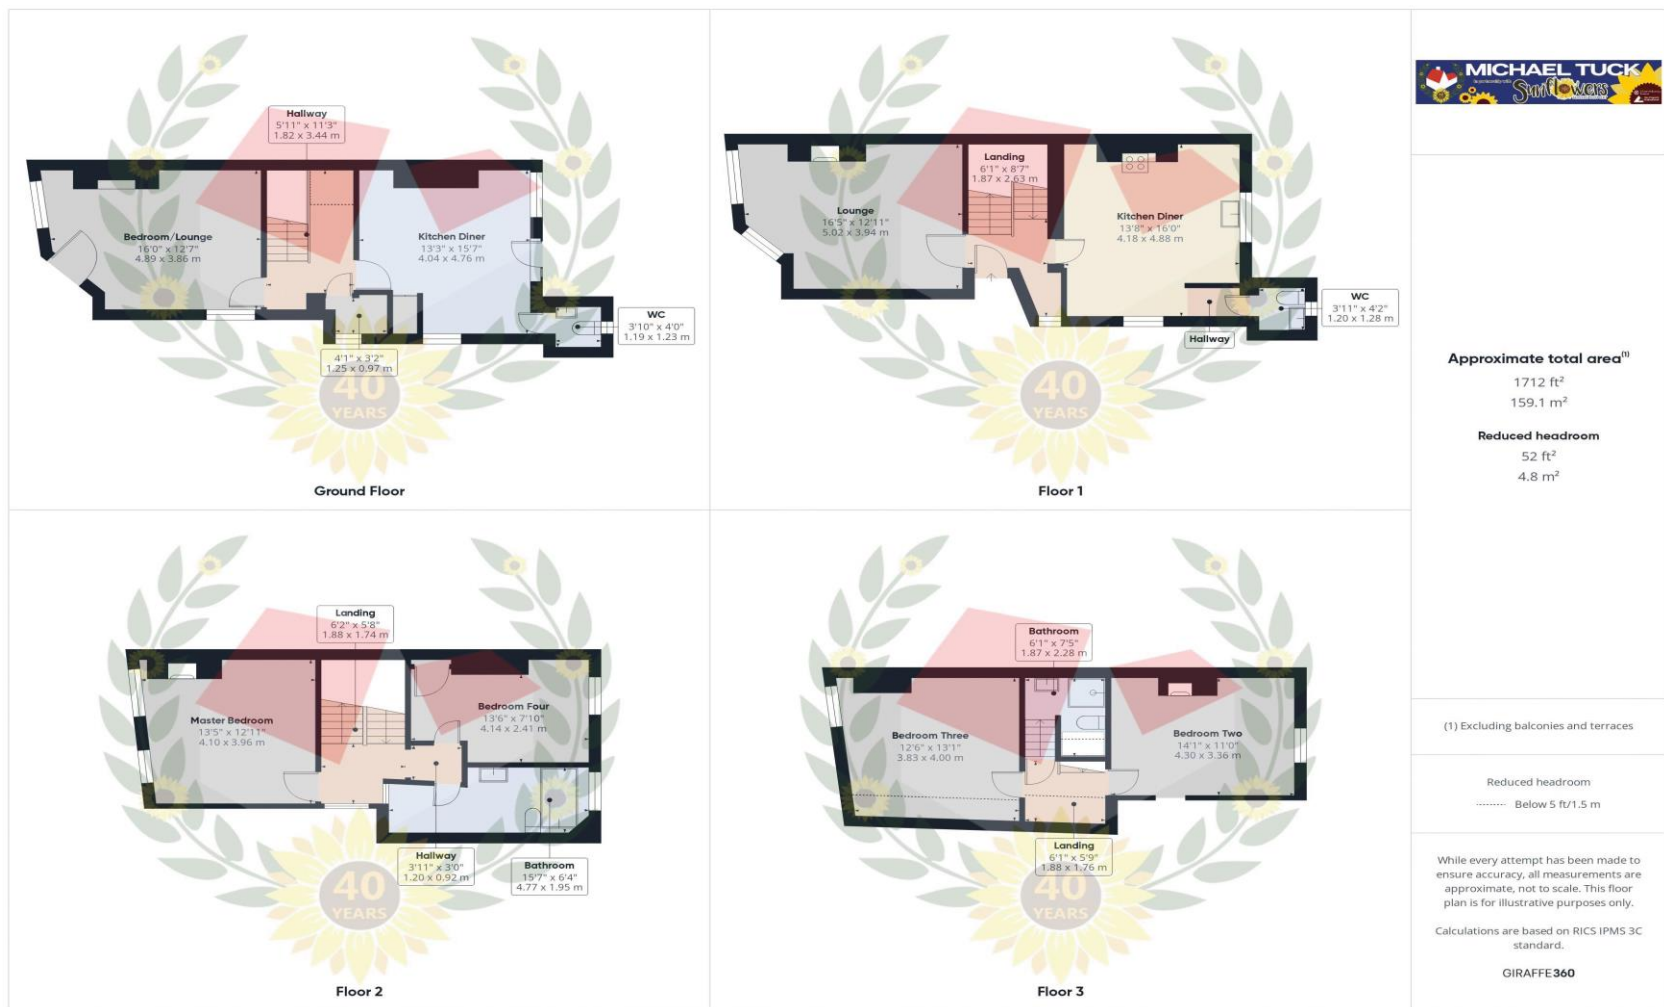 Hallway
5'11" x 11'3"
1.82 x 3.44 m
Bedroom/Lounge
16'0" x 12'7"
4.89 x 3.86 m
Kitchen Diner
13'3" x 15'7"
4.04 x 4.76 m
WC
3'10" x 4'0"
1.19 x 1.23 m
4'1" x 3'2"
1.25 x 0.97 m
40
YEARS
Ground Floor
Landing
6'1" x 8'7"
1.87 x 2.63 m
Lounge
16'5" x 12'11"
5.02 x 3.94 m
Kitchen Diner
13'8" x 16'0"
4.18 x 4.88 m
WC
3'11" x 4'2"
1.20 x 1.28 m
Hallway
40
YEARS
Floor 1
Landing
6'2" x 5'8"
1.88 x 1.74 m
Master Bedroom
13'5" x 12'11"
4.10 x 3.96 m
Bedroom Four
13'6" x 7'10"
4.14 x 2.41 m
Hallway
3'11" x 3'0"
1.20 x 0.92 m
Bathroom
15'7" x 6'4"
4.77 x 1.95 m
40
YEARS
Floor 2
Bathroom
6'1" x 7'5"
1.87 x 2.28 m
Bedroom Three
12'6" x 13'1"
3.83 x 4.00 m
Bedroom Two
14'1" x 11'0"
4.30 x 3.36 m
Landing
6'1" x 5'9"
1.88 x 1.76 m
40
YEARS
Floor 3
MICHAEL TUCK
Sunflowers
Approximate total area(1)
1712 ft²
159.1 m²
Reduced headroom
52 ft²
4.8 m²
(1) Excluding balconies and terraces
Reduced headroom
Below 5 ft/1.5 m
While every attempt has been made to
ensure accuracy, all measurements are
approximate, not to scale. This floor
plan is for illustrative purposes only.
Calculations are based on RICS IPMS 3C
standard.
GIRAFFE360